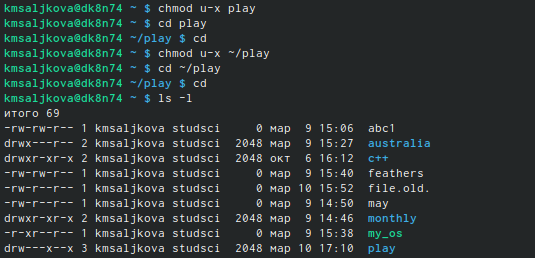 kmsaljkova@dk8n74 ~ $ chmod u-x play
kmsaljkova@dk8n74 ~ $ cd play
kmsaljkova@dk8n74 ~/play $ cd
kmsaljkova@dk8n74 ~ $ chmod u-x ~/play
kmsaljkova@dk8n74 ~ $ cd ~/play
kmsaljkova@dk8n74 ~/play $ cd
kmsaljkova@dk8n74 ~ $ ls -l
итого 69
-rw-rw-r-- 1 kmsaljkova studsci    0 мар  9 15:06 abc1
drwx---r-- 2 kmsaljkova studsci 2048 мар  9 15:27 australia
drwxr-xr-x 2 kmsaljkova studsci 2048 окт  6 16:12 c++
-rw-r--r-- 1 kmsaljkova studsci    0 мар  9 15:40 feathers
-rw-r--r-- 1 kmsaljkova studsci    0 мар 10 15:52 file.old.
-rw-r--r-- 1 kmsaljkova studsci    0 мар  9 14:50 may
drwxr-xr-x 2 kmsaljkova studsci 2048 мар  9 14:46 monthly
-r-xr--r-- 1 kmsaljkova studsci    0 мар  9 15:38 my_os
drw---x--x 3 kmsaljkova studsci 2048 мар 10 17:10 play